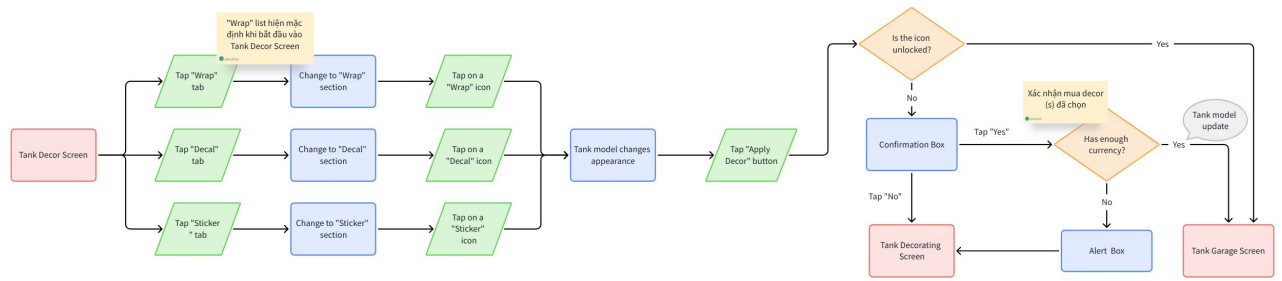 "Wrap" list hiện mặc
định khi bắt đầu vào
Tank Decor Screen
Tank Decor Screen
Tap "Wrap"
tab
Change to "Wrap"
section
Tap on a
"Wrap" icon
Tap "Decal"
tab
Change to "Decal"
section
Tap on a
"Decal" icon
Tap "Sticker
" tab
Change to "Sticker"
section
Tap on a
"Sticker"
icon
Tank model changes
appearance
Tap "Apply
Decor" button
Is the icon
unlocked?
Yes
No
Confirmation Box
Tap "Yes"
Tap "No"
Xác nhận mua decor
(s) đã chọn
Has enough
currency?
Yes
No
Tank model
update
Tank Decorating
Screen
Alert Box
Tank Garage Screen